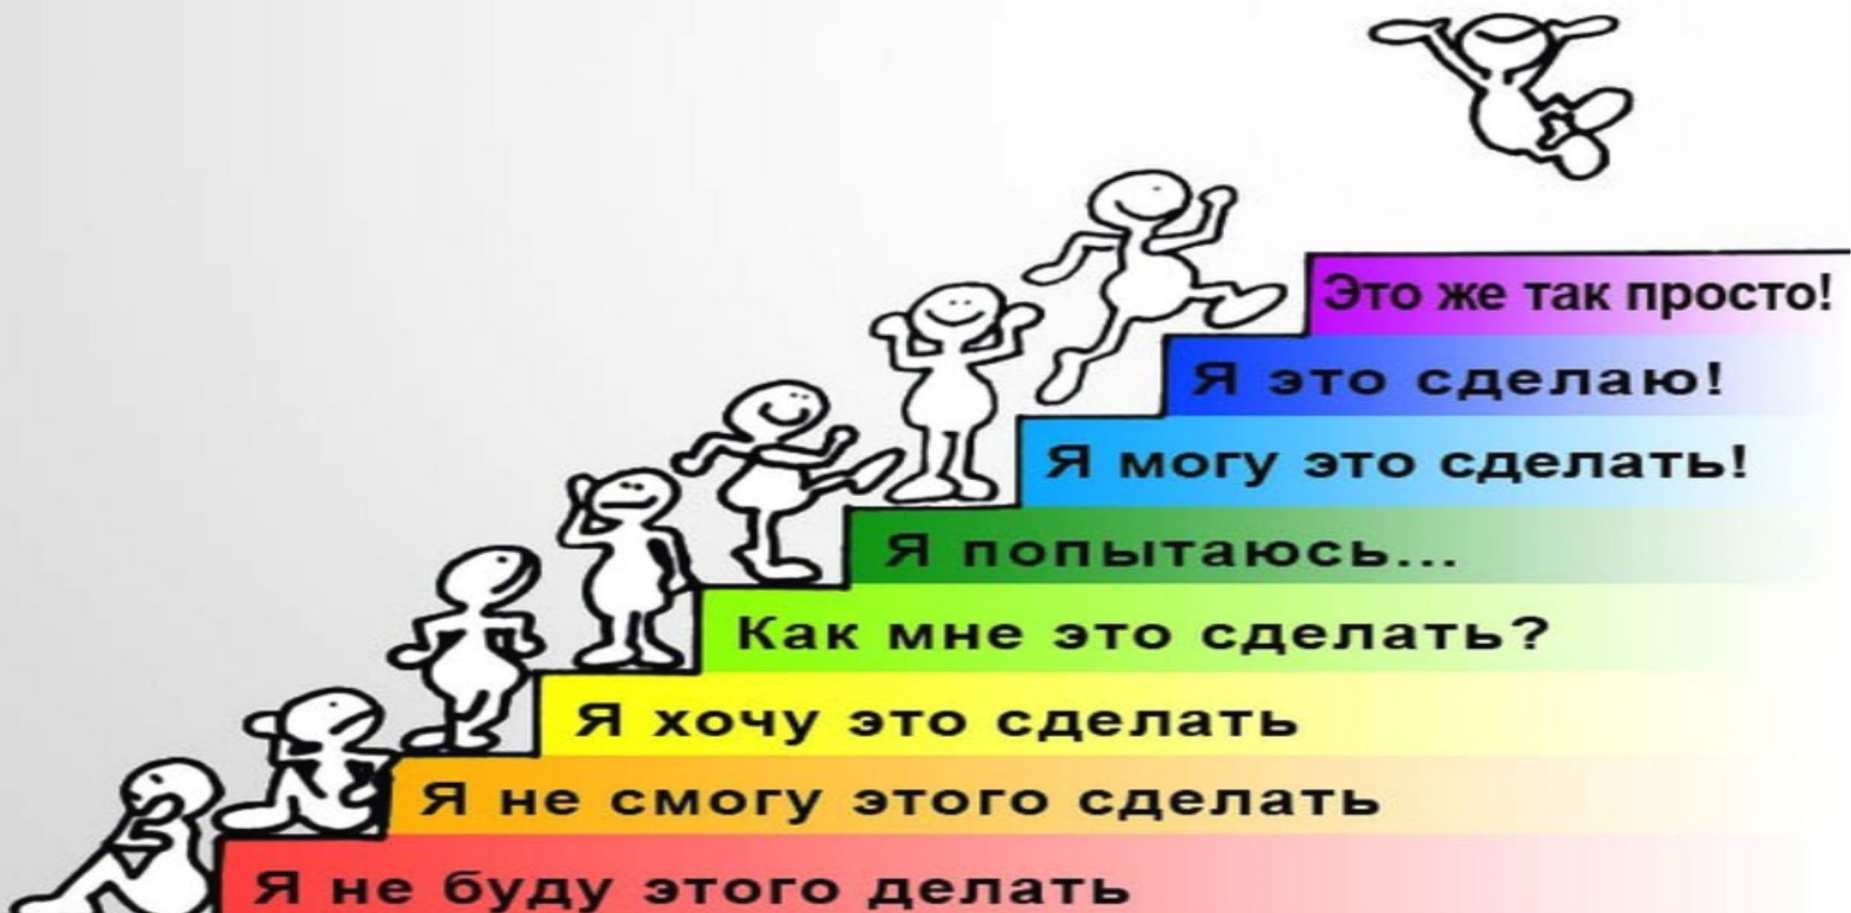 Это же так просто!
Я это сделаю!
Я могу это сделать!
Я попытаюсь...
Как мне это сделать?
Я хочу это сделать
Я не смогу этого сделать
Я не буду этого делать